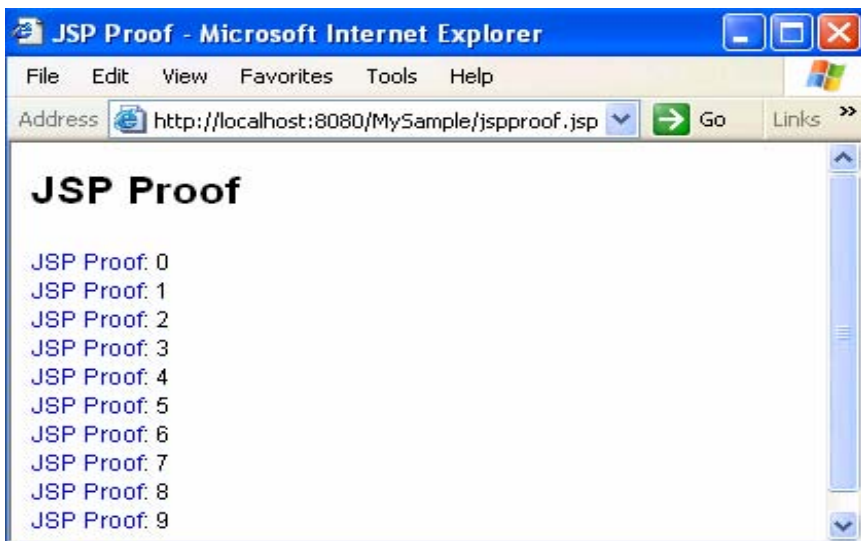 JSP Proof - Microsoft Internet Explorer
File Edit View Favorites Tools Help
Address http://localhost:8080/MySample/jspproof.jsp Go Links »
JSP Proof
JSP Proof: 0
JSP Proof: 1
JSP Proof: 2
JSP Proof: 3
JSP Proof: 4
JSP Proof: 5
JSP Proof: 6
JSP Proof: 7
JSP Proof: 8
JSP Proof: 9